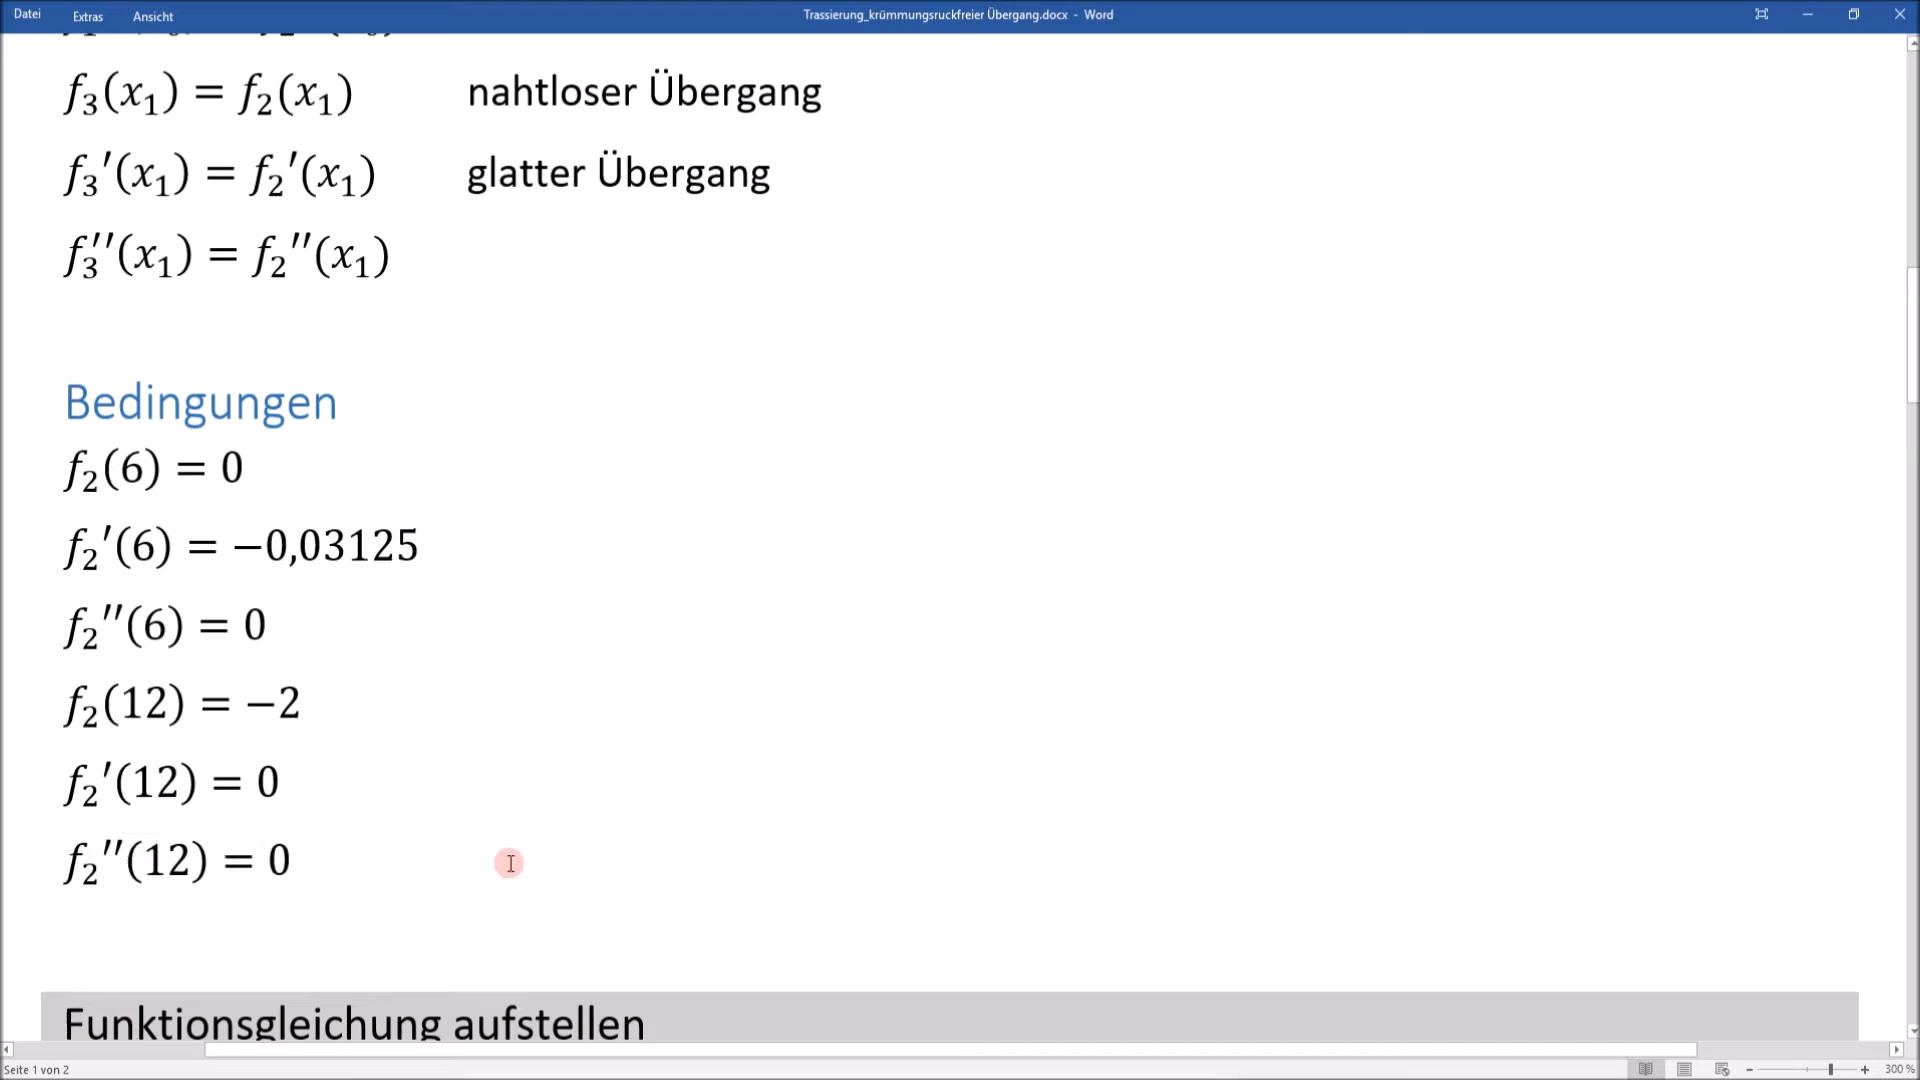 Datei Extras Ansicht Trassierung_krümmungsruckfreier Übergang.docx - Word
f₃(x₁) = f₂(x₁) nahtloser Übergang
f₃′(x₁) = f₂′(x₁) glatter Übergang
f₃′′(x₁) = f₂′′(x₁)
Bedingungen
f₂(6) = 0
f₂′(6) = −0,03125
f₂′′(6) = 0
f₂(12) = −2
f₂′(12) = 0
f₂′′(12) = 0
Funktionsgleichung aufstellen
Seite 1 von 2 300 %